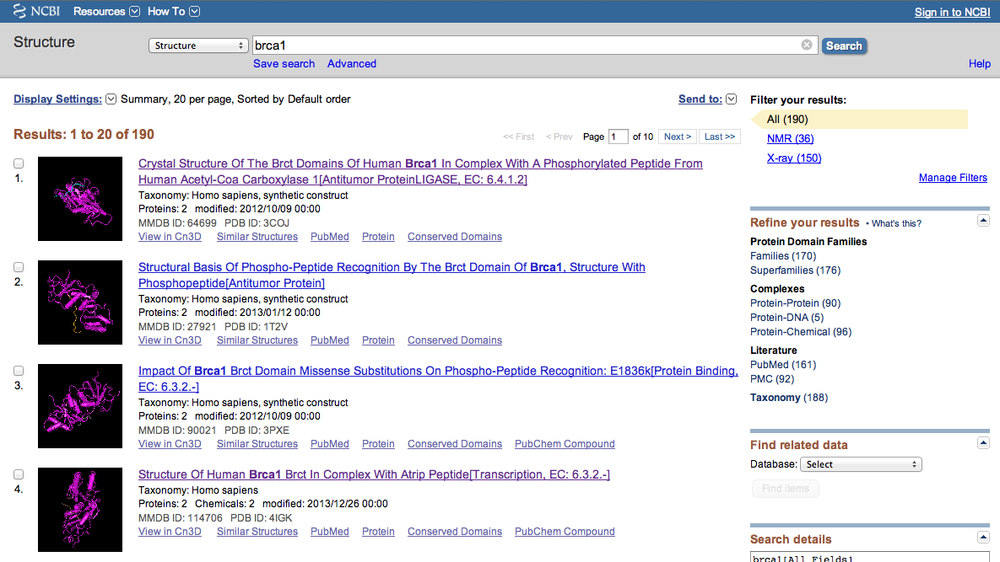 NCBI Resources How To Sign in to NCBI
Structure
Structure brca1 Search
Save search Advanced Help
Display Settings: Summary, 20 per page, Sorted by Default order Send to:
Results: 1 to 20 of 190
<< First < Prev Page 1 of 10 Next > Last >>
1.
Crystal Structure Of The Brct Domains Of Human Brca1 In Complex With A Phosphorylated Peptide From
Human Acetyl-Coa Carboxylase 1[Antitumor ProteinLIGASE, EC: 6.4.1.2]
Taxonomy: Homo sapiens, synthetic construct
Proteins: 2 modified: 2012/10/09 00:00
MMDB ID: 64699 PDB ID: 3COJ
View in Cn3D Similar Structures PubMed Protein Conserved Domains
2.
Structural Basis Of Phospho-Peptide Recognition By The Brct Domain Of Brca1, Structure With
Phosphopeptide[Antitumor Protein]
Taxonomy: Homo sapiens, synthetic construct
Proteins: 2 modified: 2013/01/12 00:00
MMDB ID: 27921 PDB ID: 1T2V
View in Cn3D Similar Structures PubMed Protein Conserved Domains
3.
Impact Of Brca1 Brct Domain Missense Substitutions On Phospho-Peptide Recognition: E1836k[Protein Binding,
EC: 6.3.2.-]
Taxonomy: Homo sapiens, synthetic construct
Proteins: 2 modified: 2012/10/09 00:00
MMDB ID: 90021 PDB ID: 3PXE
View in Cn3D Similar Structures PubMed Protein Conserved Domains PubChem Compound
4.
Structure Of Human Brca1 Brct In Complex With Atrip Peptide[Transcription, EC: 6.3.2.-]
Taxonomy: Homo sapiens
Proteins: 2 Chemicals: 2 modified: 2013/12/26 00:00
MMDB ID: 114706 PDB ID: 4IGK
View in Cn3D Similar Structures PubMed Protein Conserved Domains PubChem Compound
Filter your results:
All (190)
NMR (36)
X-ray (150)
Manage Filters
Refine your results • What's this?
Protein Domain Families
Families (170)
Superfamilies (176)
Complexes
Protein-Protein (90)
Protein-DNA (5)
Protein-Chemical (96)
Literature
PubMed (161)
PMC (92)
Taxonomy (188)
Find related data
Database: Select
Find items
Search details
brca1[All Fields]